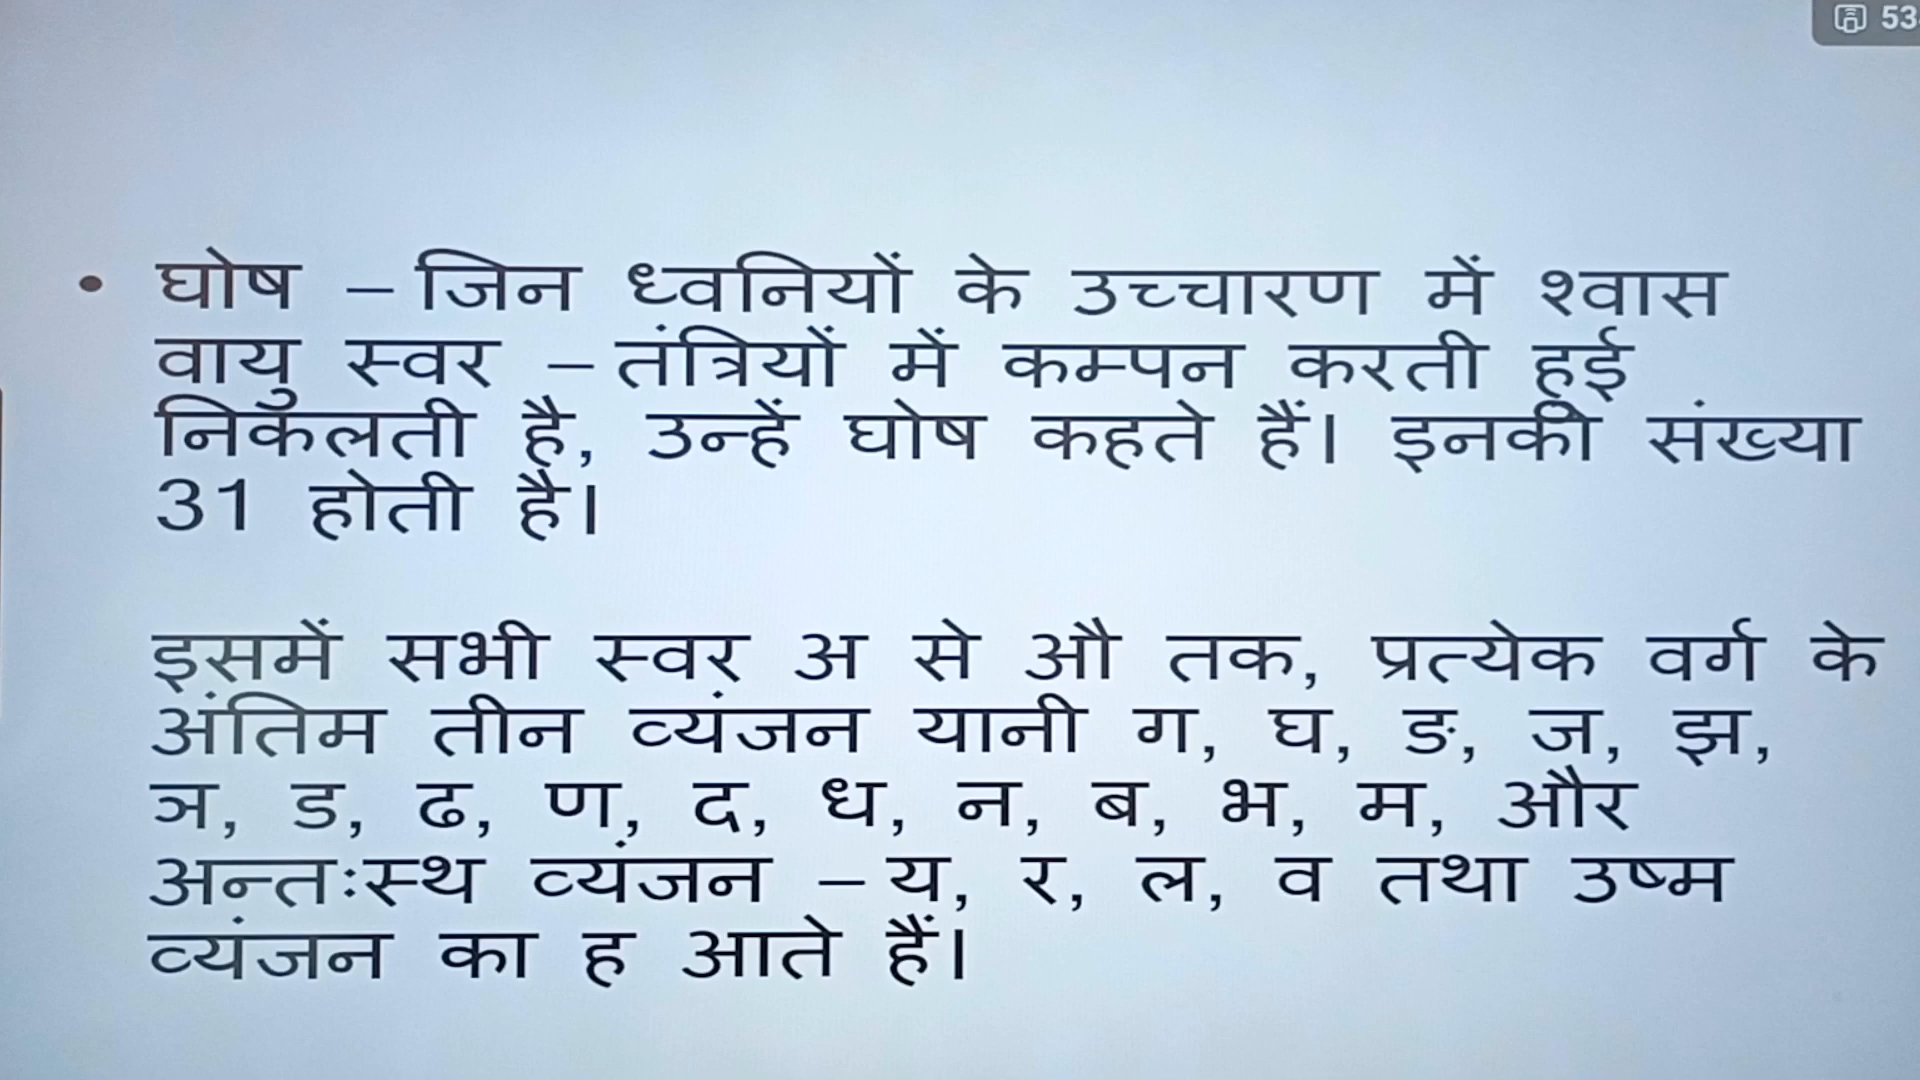 53
• घोष – जिन ध्वनियों के उच्चारण में श्वास
वायु स्वर – तंत्रियों में कम्पन करती हुई
निकलती है, उन्हें घोष कहते हैं। इनकी संख्या
31 होती है।
इसमें सभी स्वर अ से औ तक, प्रत्येक वर्ग के
अंतिम तीन व्यंजन यानी ग, घ, ङ, ज, झ,
ञ, ड, ढ, ण, द, ध, न, ब, भ, म, और
अन्तःस्थ व्यंजन – य, र, ल, व तथा उष्म
व्यंजन का ह आते हैं।